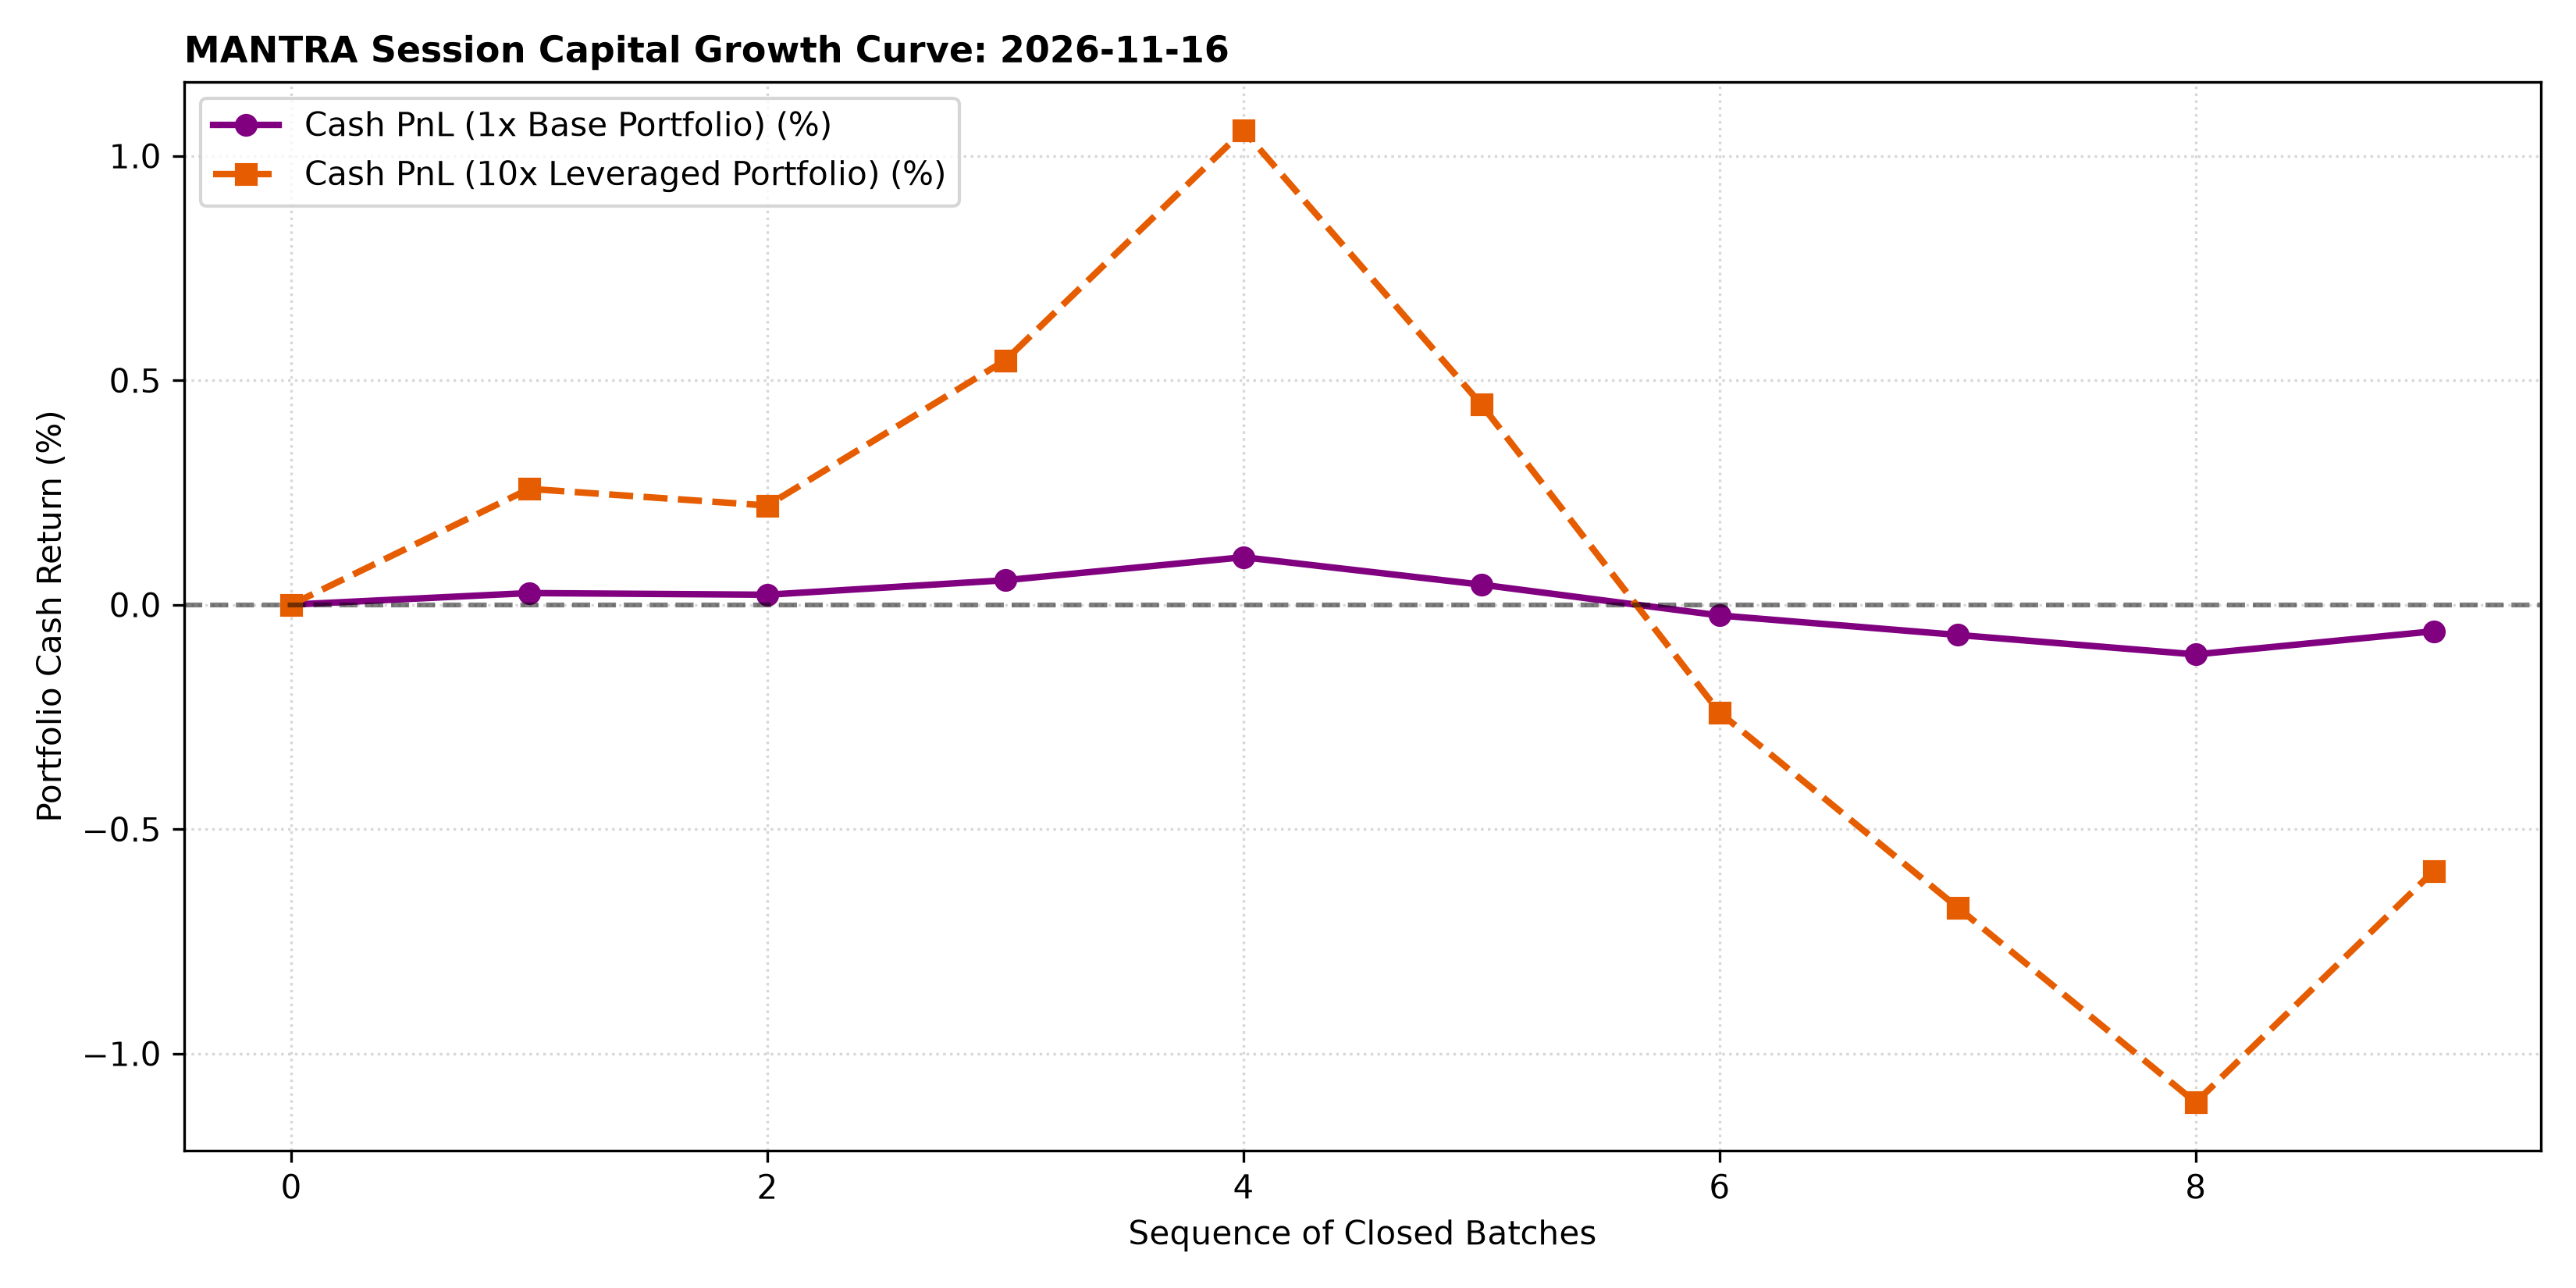 MANTRA Session Capital Growth Curve: 2026-11-16
Cash PnL (1x Base Portfolio) (%)
Cash PnL (10x Leveraged Portfolio) (%)
Portfolio Cash Return (%)
1.0
0.5
0.0
−0.5
−1.0
0 2 4 6 8
Sequence of Closed Batches